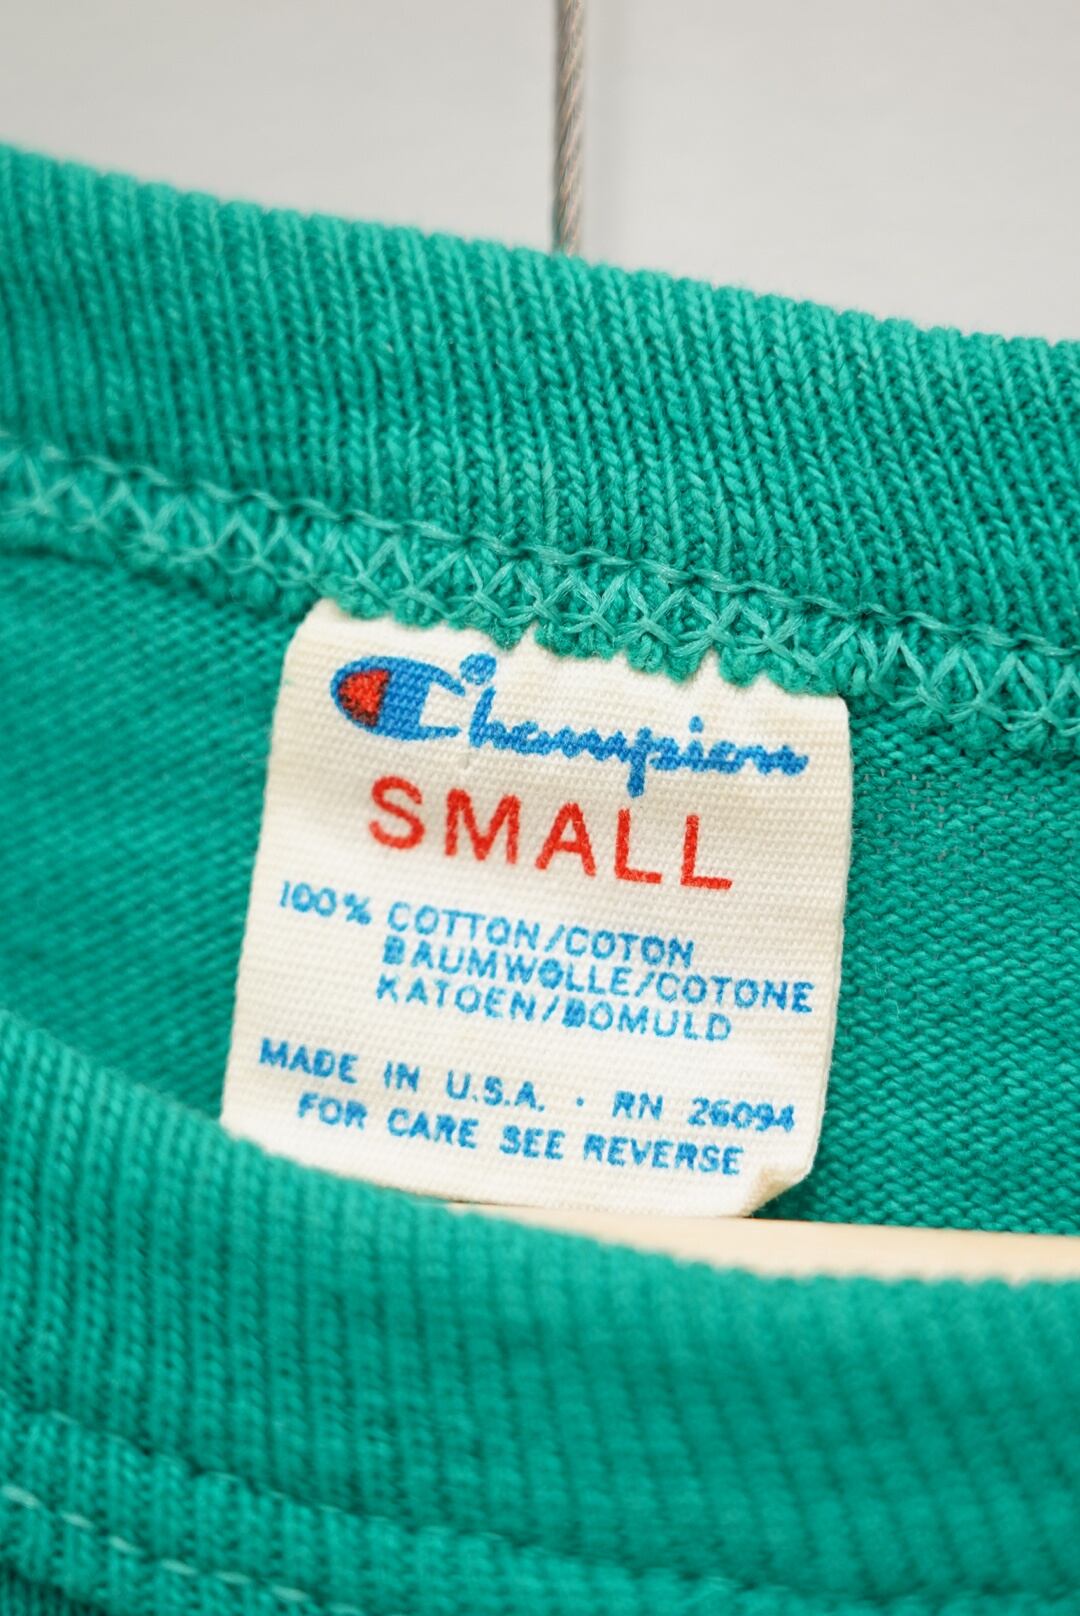 Champion
SMALL
100% COTTON/COTON
BAUMWOLLE/COTONE
KATOEN/BOMULD
MADE IN U.S.A. · RN 26094
FOR CARE SEE REVERSE